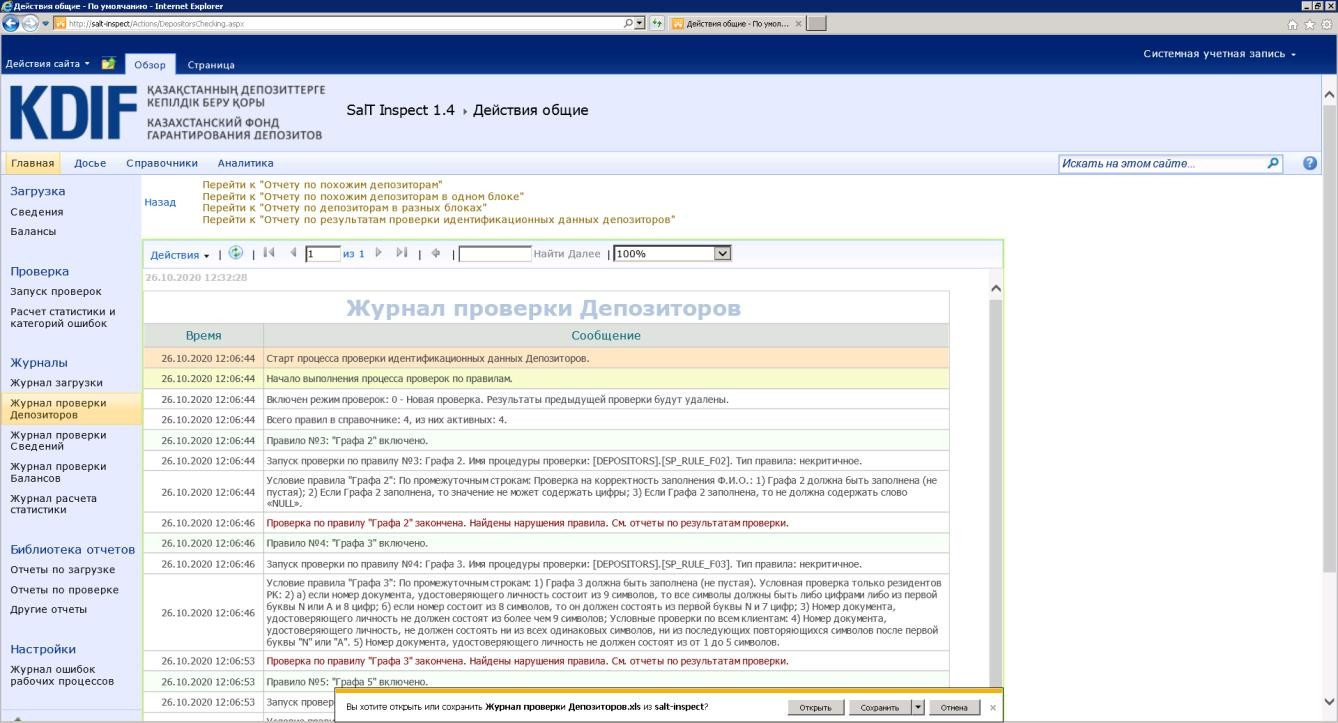 Действия общие - По умолчанию - Internet Explorer
http://salt-inspect/Actions/DepositorsChecking.aspx
Действия общие - По умол...
Действия сайта
Обзор
Страница
Системная учетная запись
KDIF
ҚАЗАҚСТАННЫҢ ДЕПОЗИТТЕРГЕ
КЕПІЛДІК БЕРУ ҚОРЫ
КАЗАХСТАНСКИЙ ФОНД
ГАРАНТИРОВАНИЯ ДЕПОЗИТОВ
SalT Inspect 1.4 Действия общие
Главная Досье Справочники Аналитика
Искать на этом сайте...
Загрузка
Сведения
Балансы
Проверка
Запуск проверок
Расчет статистики и
категорий ошибок
Журналы
Журнал загрузки
Журнал проверки
Депозиторов
Журнал проверки
Сведений
Журнал проверки
Балансов
Журнал расчета
статистики
Библиотека отчетов
Отчеты по загрузке
Отчеты по проверке
Другие отчеты
Настройки
Журнал ошибок
рабочих процессов
Назад
Перейти к "Отчету по похожим депозиторам"
Перейти к "Отчету по похожим депозиторам в одном блоке"
Перейти к "Отчету по депозиторам в разных блоках"
Перейти к "Отчету по результатам проверки идентификационных данных депозиторов"
Действия | | 1 из 1 | | Найти Далее | 100%
26.10.2020 12:32:28
Журнал проверки Депозиторов
Время Сообщение
26.10.2020 12:06:44 Старт процесса проверки идентификационных данных Депозиторов.
26.10.2020 12:06:44 Начало выполнения процесса проверок по правилам.
26.10.2020 12:06:44 Включен режим проверок: 0 - Новая проверка. Результаты предыдущей проверки будут удалены.
26.10.2020 12:06:44 Всего правил в справочнике: 4, из них активных: 4.
26.10.2020 12:06:44 Правило №3: "Графа 2" включено.
26.10.2020 12:06:44 Запуск проверки по правилу №3: Графа 2. Имя процедуры проверки: [DEPOSITORS].[SP_RULE_F02]. Тип правила: некритичное.
26.10.2020 12:06:44 Условие правила "Графа 2": По промежуточным строкам: Проверка на корректность заполнения Ф.И.О.: 1) Графа 2 должна быть заполнена (не
пустая); 2) Если Графа 2 заполнена, то значение не может содержать цифры; 3) Если Графа 2 заполнена, то не должна содержать слово
«NULL».
26.10.2020 12:06:46 Проверка по правилу "Графа 2" закончена. Найдены нарушения правила. См. отчеты по результатам проверки.
26.10.2020 12:06:46 Правило №4: "Графа 3" включено.
26.10.2020 12:06:46 Запуск проверки по правилу №4: Графа 3. Имя процедуры проверки: [DEPOSITORS].[SP_RULE_F03]. Тип правила: некритичное.
26.10.2020 12:06:46 Условие правила "Графа 3": По промежуточным строкам: 1) Графа 3 должна быть заполнена (не пустая). Условная проверка только резидентов
РК: 2) а) если номер документа, удостоверяющего личность состоит из 9 символов, то все символы должны быть либо цифрами либо из первой
буквы N или А и 8 цифр; б) если номер состоит из 8 символов, то он должен состоять из первой буквы N и 7 цифр; 3) Номер документа,
удостоверяющего личность не должен состоят из более чем 9 символов; Условные проверки по всем клиентам: 4) Номер документа,
удостоверяющего личность, не должен состоять ни из всех одинаковых символов, ни из последующих повторяющихся символов после первой
буквы "N" или "А". 5) Номер документа, удостоверяющего личность не должен состоят из от 1 до 5 символов.
26.10.2020 12:06:53 Проверка по правилу "Графа 3" закончена. Найдены нарушения правила. См. отчеты по результатам проверки.
26.10.2020 12:06:53 Правило №5: "Графа 5" включено.
26.10.2020 12:06:53 Запуск провер
Вы хотите открыть или сохранить Журнал проверки Депозиторов.xls из salt-inspect?
Открыть Сохранить Отмена